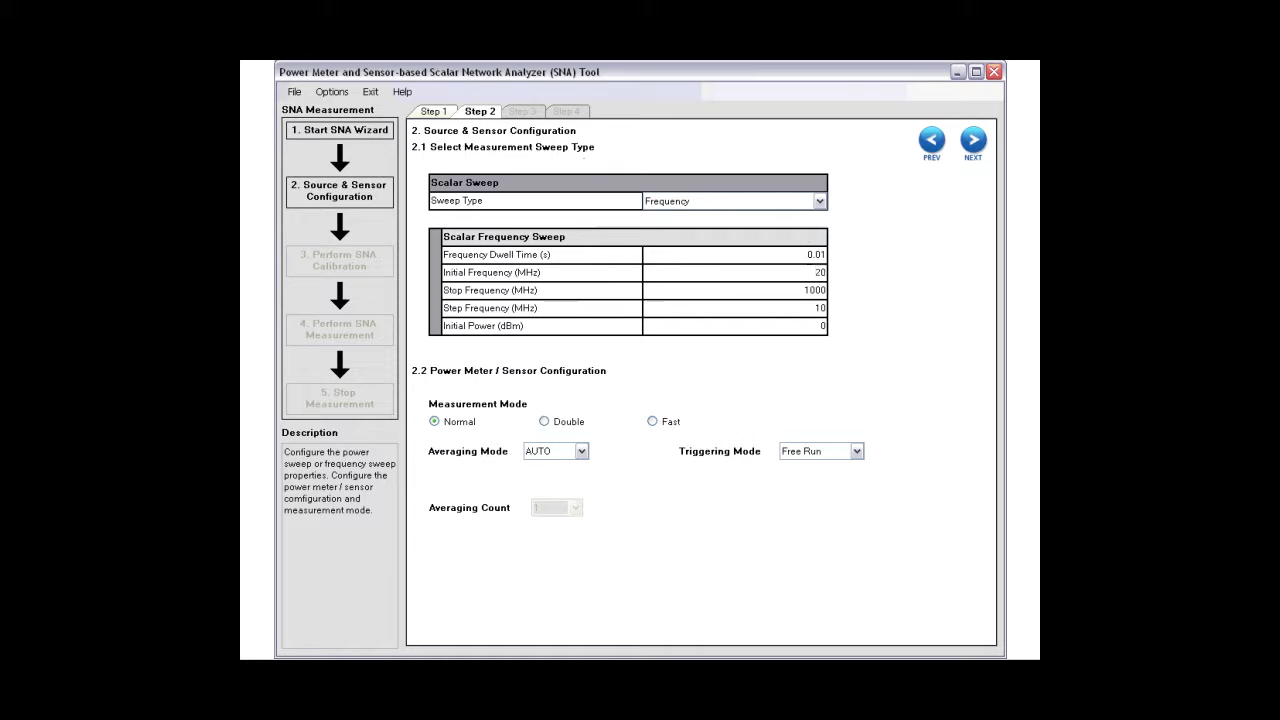 Power Meter and Sensor-based Scalar Network Analyzer (SNA) Tool
File Options Exit Help
SNA Measurement
1. Start SNA Wizard
2. Source & Sensor
Configuration
3. Perform SNA
Calibration
4. Perform SNA
Measurement
5. Stop
Measurement
Description
Configure the power
sweep or frequency sweep
properties. Configure the
power meter / sensor
comfiguration and
measurement mode.
Step 1 Step 2 Step 3 Step 4
2. Source & Sensor Configuration
2.1 Select Measurement Sweep Type
PREV NEXT
Scalar Sweep
Sweep Type Frequency
Scalar Frequency Sweep
Frequency Dwell Time (s) 0.01
Initial Frequency (MHz) 20
Stop Frequency (MHz) 1000
Step Frequency (MHz) 10
Initial Power (dBm) 0
2.2 Power Meter / Sensor Configuration
Measurement Mode
Normal Double Fast
Averaging Mode AUTO Triggering Mode Free Run
Averaging Count 1